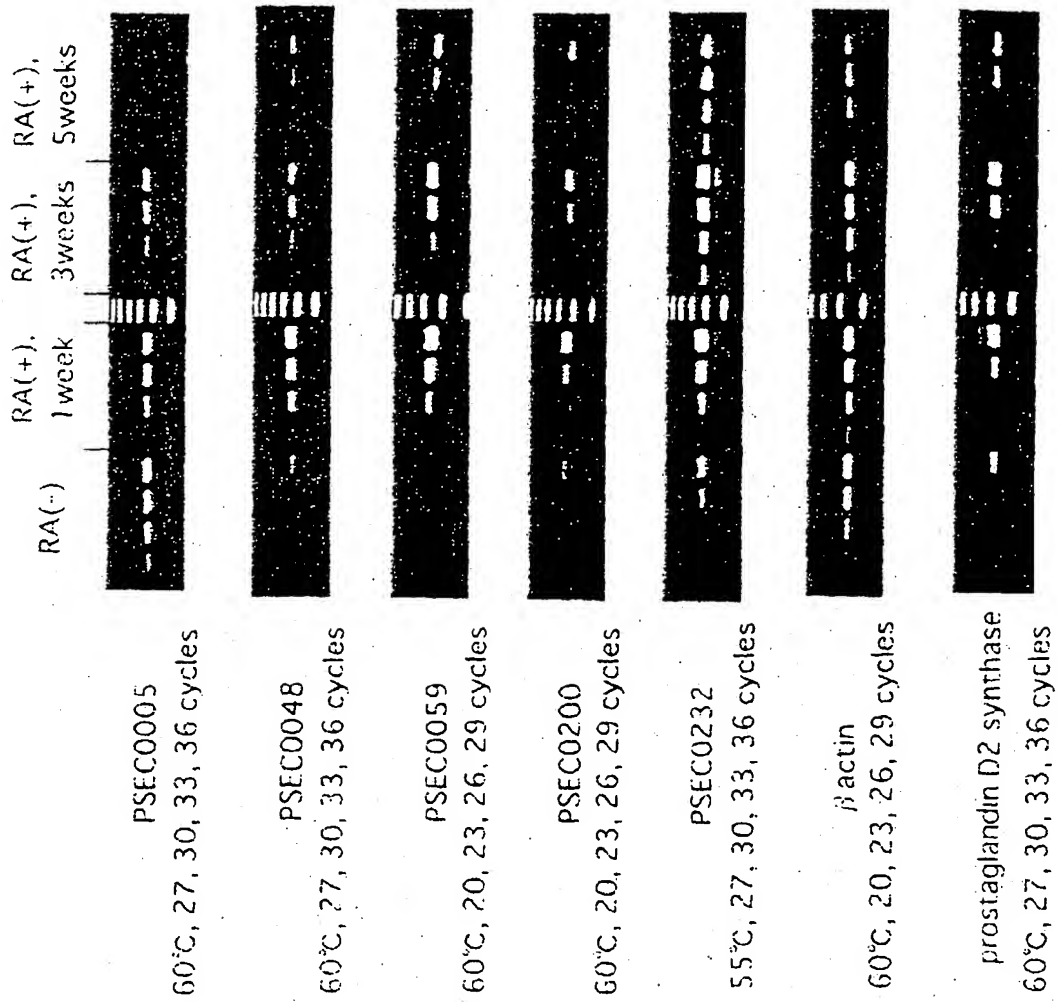 RA(-)
RA(+),
1week
RA(+),
3weeks
RA(+),
5weeks
PSEC0005
60°C, 27, 30, 33, 36 cycles
PSEC0048
60°C, 27, 30, 33, 36 cycles
PSEC0059
60°C, 20, 23, 26, 29 cycles
PSEC0200
60°C, 20, 23, 26, 29 cycles
PSEC0232
55°C, 27, 30, 33, 36 cycles
β actin
60°C, 20, 23, 26, 29 cycles
prostaglandin D2 synthase
60°C, 27, 30, 33, 36 cycles